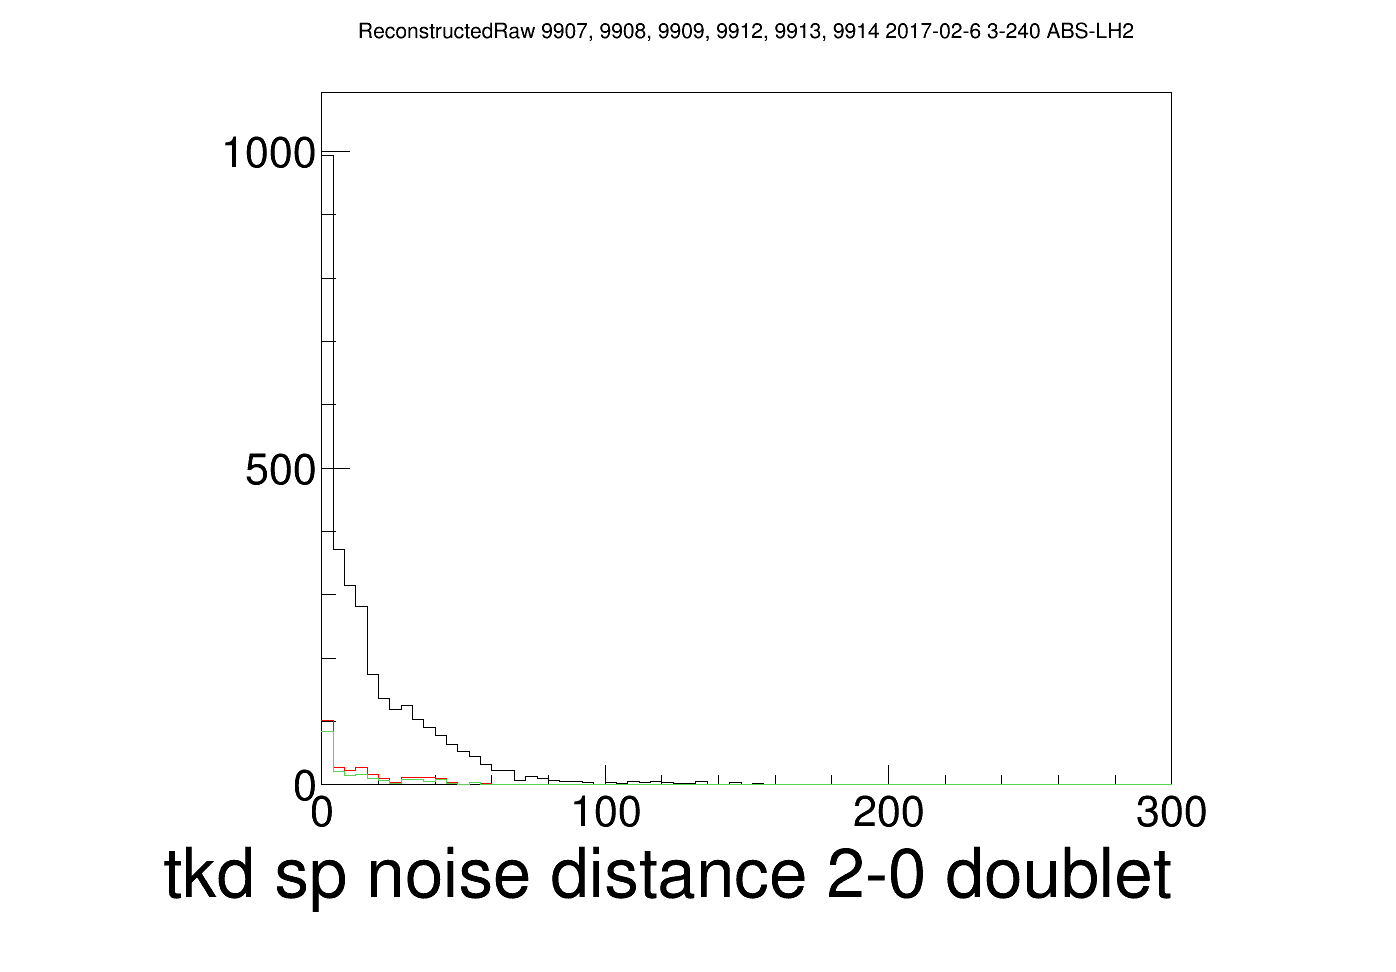 ReconstructedRaw 9907, 9908, 9909, 9912, 9913, 9914 2017-02-6 3-240 ABS-LH2
1000
500
0
0 100 200 300
tkd sp noise distance 2-0 doublet